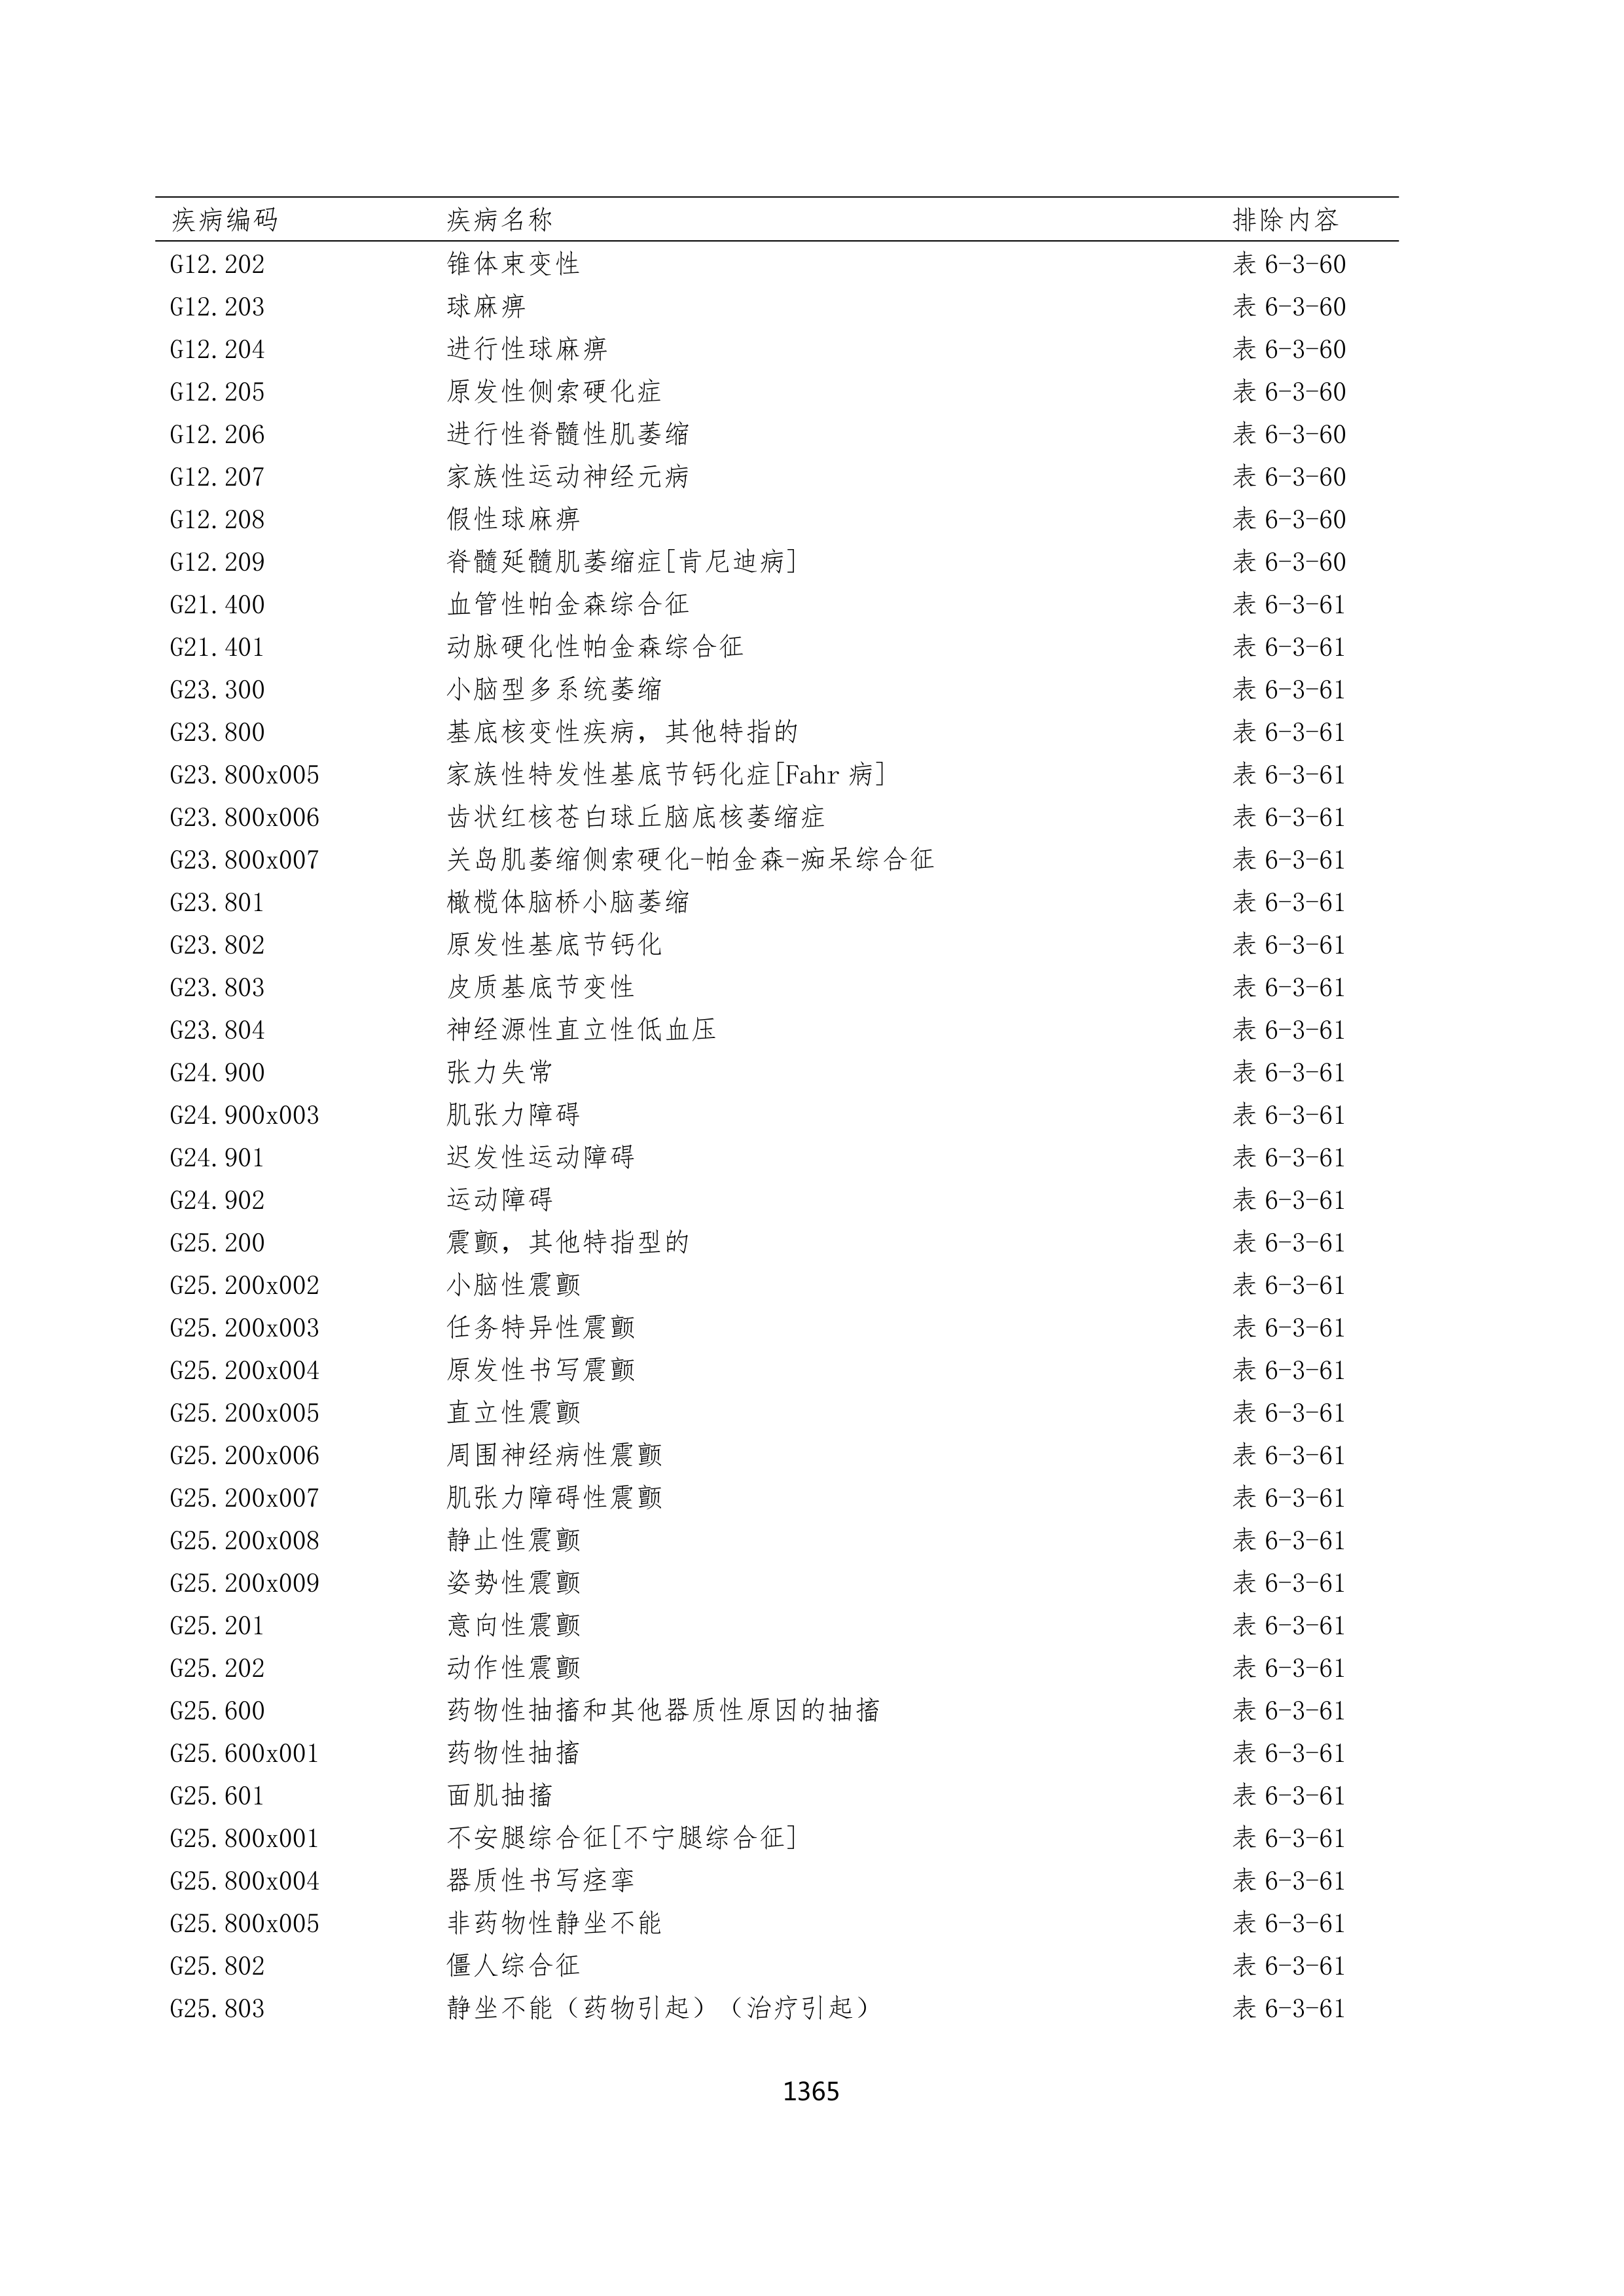 疾病编码 疾病名称 排除内容
G12.202 锥体束变性 表 6-3-60
G12.203 球麻痹 表 6-3-60
G12.204 进行性球麻痹 表 6-3-60
G12.205 原发性侧索硬化症 表 6-3-60
G12.206 进行性脊髓性肌萎缩 表 6-3-60
G12.207 家族性运动神经元病 表 6-3-60
G12.208 假性球麻痹 表 6-3-60
G12.209 脊髓延髓肌萎缩症[肯尼迪病] 表 6-3-60
G21.400 血管性帕金森综合征 表 6-3-61
G21.401 动脉硬化性帕金森综合征 表 6-3-61
G23.300 小脑型多系统萎缩 表 6-3-61
G23.800 基底核变性疾病，其他特指的 表 6-3-61
G23.800x005 家族性特发性基底节钙化症[Fahr 病] 表 6-3-61
G23.800x006 齿状红核苍白球丘脑底核萎缩症 表 6-3-61
G23.800x007 关岛肌萎缩侧索硬化-帕金森-痴呆综合征 表 6-3-61
G23.801 橄榄体脑桥小脑萎缩 表 6-3-61
G23.802 原发性基底节钙化 表 6-3-61
G23.803 皮质基底节变性 表 6-3-61
G23.804 神经源性直立性低血压 表 6-3-61
G24.900 张力失常 表 6-3-61
G24.900x003 肌张力障碍 表 6-3-61
G24.901 迟发性运动障碍 表 6-3-61
G24.902 运动障碍 表 6-3-61
G25.200 震颤，其他特指型的 表 6-3-61
G25.200x002 小脑性震颤 表 6-3-61
G25.200x003 任务特异性震颤 表 6-3-61
G25.200x004 原发性书写震颤 表 6-3-61
G25.200x005 直立性震颤 表 6-3-61
G25.200x006 周围神经病性震颤 表 6-3-61
G25.200x007 肌张力障碍性震颤 表 6-3-61
G25.200x008 静止性震颤 表 6-3-61
G25.200x009 姿势性震颤 表 6-3-61
G25.201 意向性震颤 表 6-3-61
G25.202 动作性震颤 表 6-3-61
G25.600 药物性抽搐和其他器质性原因的抽搐 表 6-3-61
G25.600x001 药物性抽搐 表 6-3-61
G25.601 面肌抽搐 表 6-3-61
G25.800x001 不安腿综合征[不宁腿综合征] 表 6-3-61
G25.800x004 器质性书写痉挛 表 6-3-61
G25.800x005 非药物性静坐不能 表 6-3-61
G25.802 僵人综合征 表 6-3-61
G25.803 静坐不能（药物引起）（治疗引起） 表 6-3-61
1365